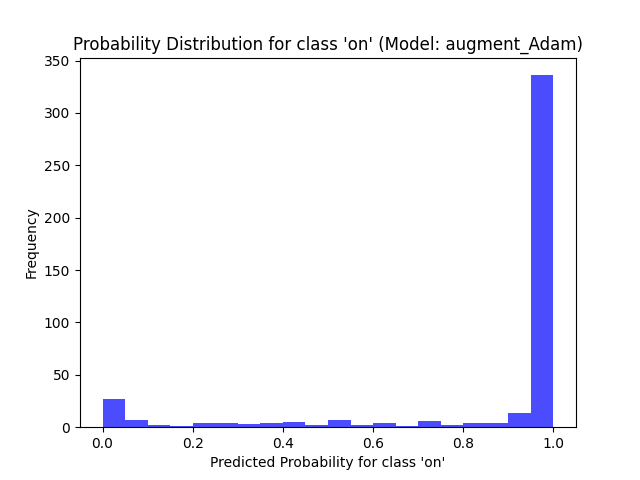 Probability Distribution for class 'on' (Model: augment_Adam)
350
300
250
200
150
100
50
0
Frequency
0.0 0.2 0.4 0.6 0.8 1.0
Predicted Probability for class 'on'